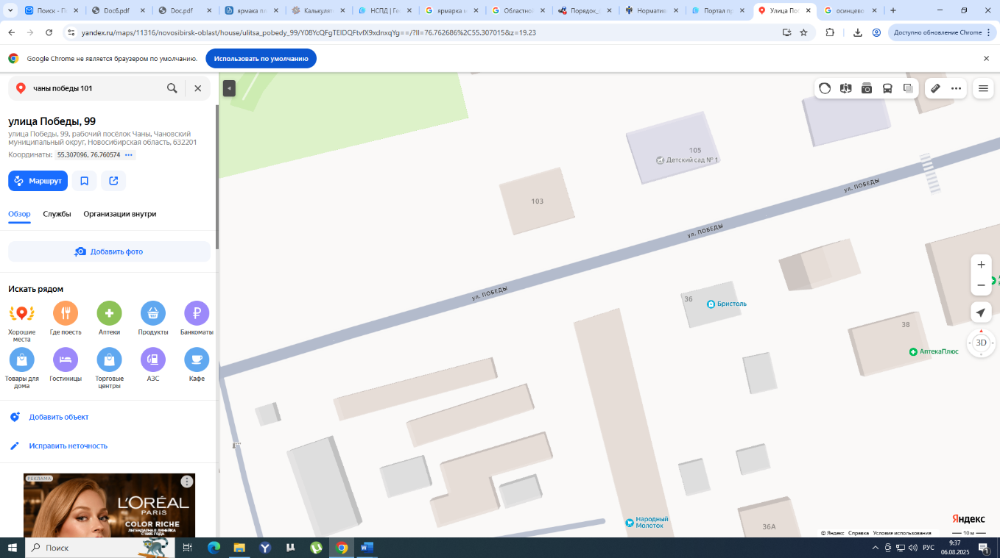 Поиск - П
Doc6.pdf
Doc.pdf
ярмака пл
Калькулят
НСПД | Ге
ярмарка м
Областной
Порядок_с
Норматив
Портал пр
Улица Поб
осинцево
yandex.ru/maps/11316/novosibirsk-oblast/house/ulitsa_pobedy_99/Y08YcQFgTElDQFtvfX9xdnxqYg==/?ll=76.762686%2C55.307015&z=19.23
Доступно обновление Chrome
Google Chrome не является браузером по умолчанию.
Использовать по умолчанию
чаны победы 101
улица Победы, 99
улица Победы, 99, рабочий посёлок Чаны, Чановский
муниципальный округ, Новосибирская область, 632201
Координаты: 55.307096, 76.760574
Маршрут
Обзор Службы Организации внутри
Добавить фото
Искать рядом
Хорошие
места
Где поесть
Аптеки
Продукты
Банкоматы
Товары для
дома
Гостиницы
Торговые
центры
АЗС
Кафе
Добавить объект
Исправить неточность
РЕКЛАМА
L'ORÉAL
PARIS
COLOR RICHE
ЛЕГЕНДАРНАЯ ЛИНЕЙКА
С 1985 ГОДА
105
Детский сад № 1
103
ул. ПОБЕДЫ
ул. ПОБЕДЫ
ул. ПОБЕДЫ
36
Бристоль
38
АптекаПлюс
3D
Народный
Молоток
36А
Яндекс
© Яндекс Справка Условия использования
10 м
Поиск
РУС
9:37
06.08.2025
1